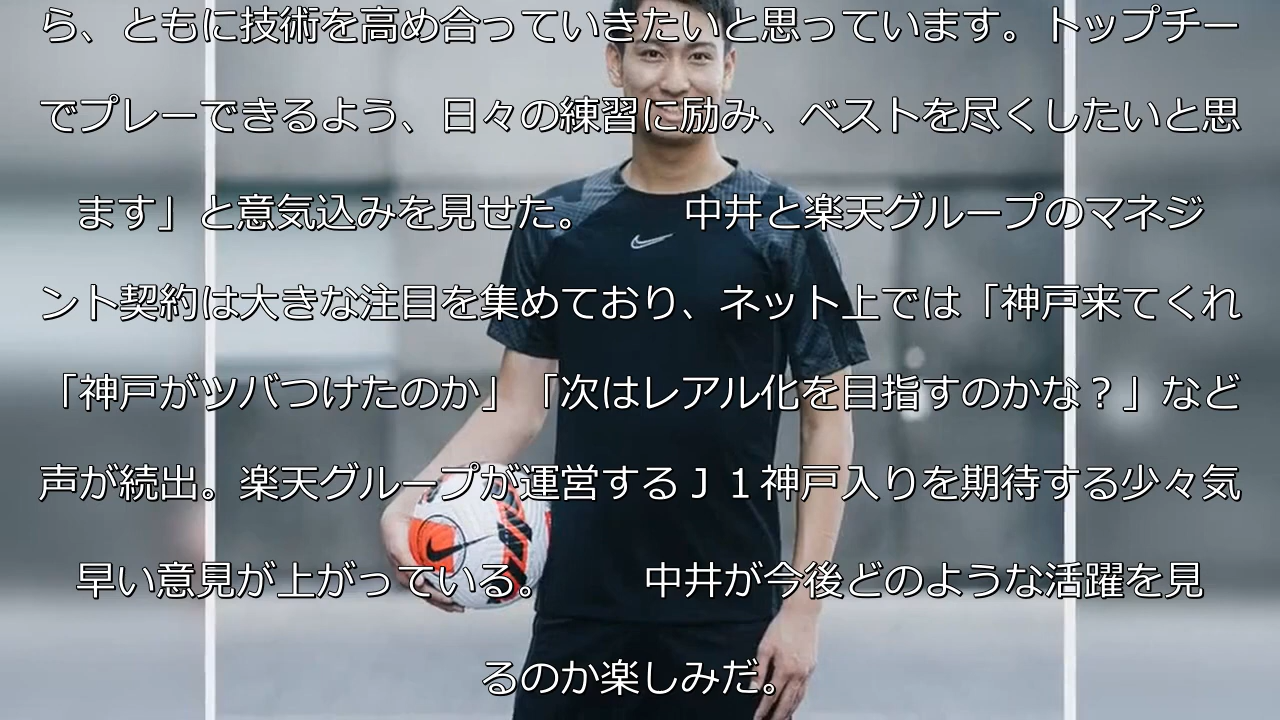 ら、ともに技術を高め合っていきたいと思っています。トップチー
でプレーできるよう、日々の練習に励み、ベストを尽くしたいと思
ます」と意気込みを見せた。　　中井と楽天グループのマネジ
ント契約は大きな注目を集めており、ネット上では「神戸来てくれ
「神戸がツバつけたのか」「次はレアル化を目指すのかな？」など
声が続出。楽天グループが運営するＪ１神戸入りを期待する少々気
早い意見が上がっている。　　中井が今後どのような活躍を見
るのか楽しみだ。